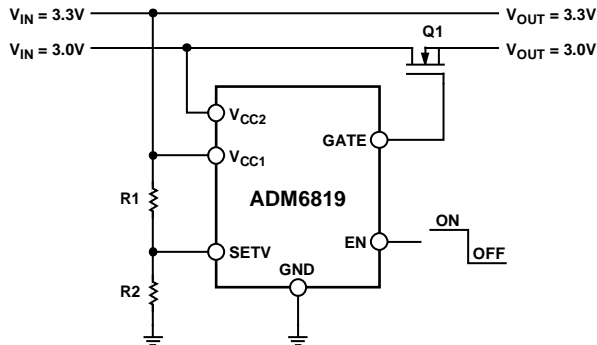 VIN = 3.3V
VOUT = 3.3V
VIN = 3.0V
Q1
VOUT = 3.0V
VCC2
GATE
VCC1
R1
ADM6819
ON
SETV
EN
OFF
GND
R2